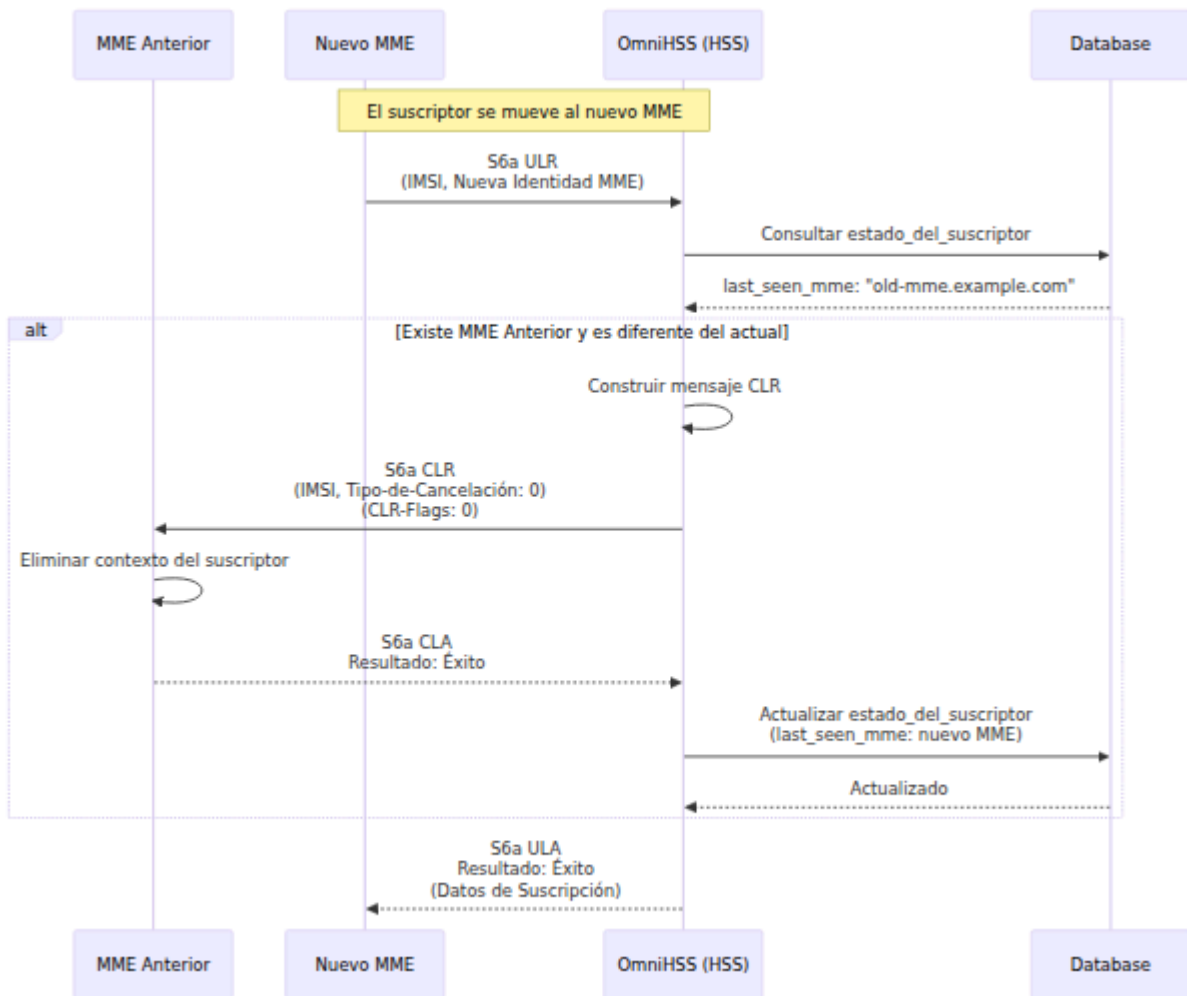 MME Anterior
Nuevo MME
OmniHSS (HSS)
Database
El suscriptor se mueve al nuevo MME
S6a ULR
(IMSI, Nueva Identidad MME)
Consultar estado_del_suscriptor
last_seen_mme: "old-mme.example.com"
alt
[Existe MME Anterior y es diferente del actual]
Construir mensaje CLR
S6a CLR
(IMSI, Tipo-de-Cancelación: 0)
(CLR-Flags: 0)
Eliminar contexto del suscriptor
S6a CLA
Resultado: Éxito
Actualizar estado_del_suscriptor
(last_seen_mme: nuevo MME)
Actualizado
S6a ULA
Resultado: Éxito
(Datos de Suscripción)
MME Anterior
Nuevo MME
OmniHSS (HSS)
Database